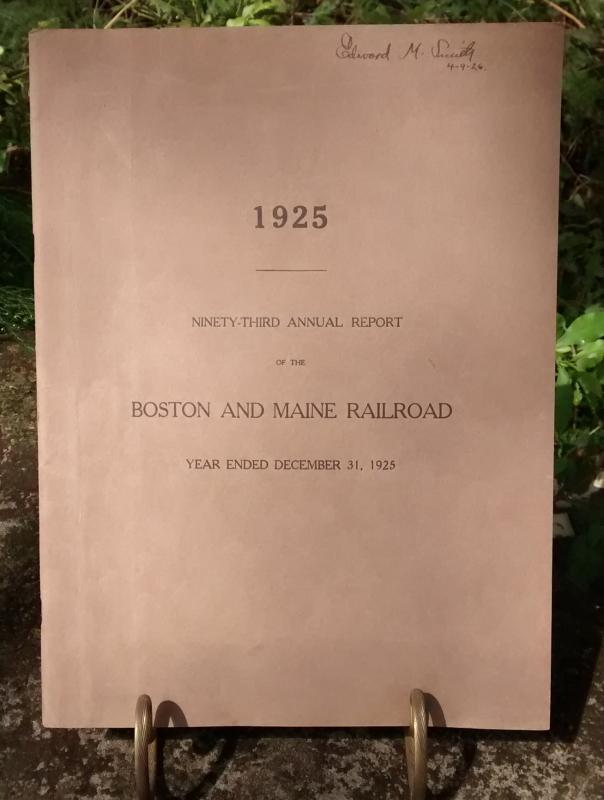 Edward M. Smith
4-9-26.
1925
NINETY-THIRD ANNUAL REPORT
OF THE
BOSTON AND MAINE RAILROAD
YEAR ENDED DECEMBER 31, 1925